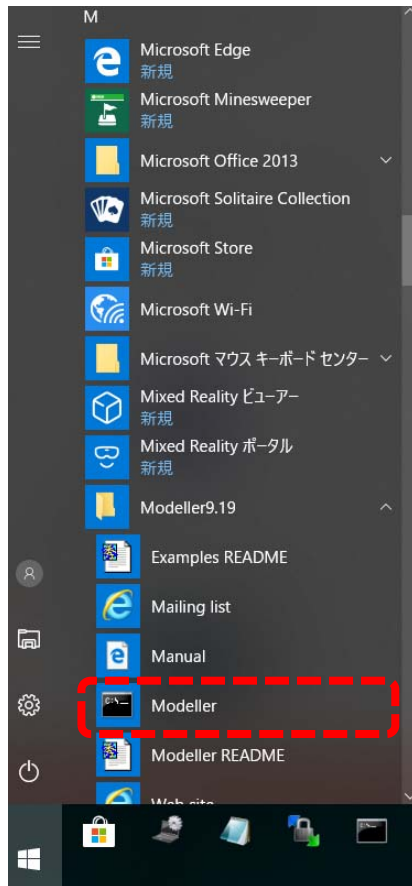 M
Microsoft Edge
新規
Microsoft Minesweeper
新規
Microsoft Office 2013
Microsoft Solitaire Collection
新規
Microsoft Store
新規
Microsoft Wi-Fi
Microsoft マウス キーボード センター
Mixed Reality ビューアー
新規
Mixed Reality ポータル
新規
Modeller9.19
Examples README
Mailing list
Manual
Modeller
Modeller README
Web site